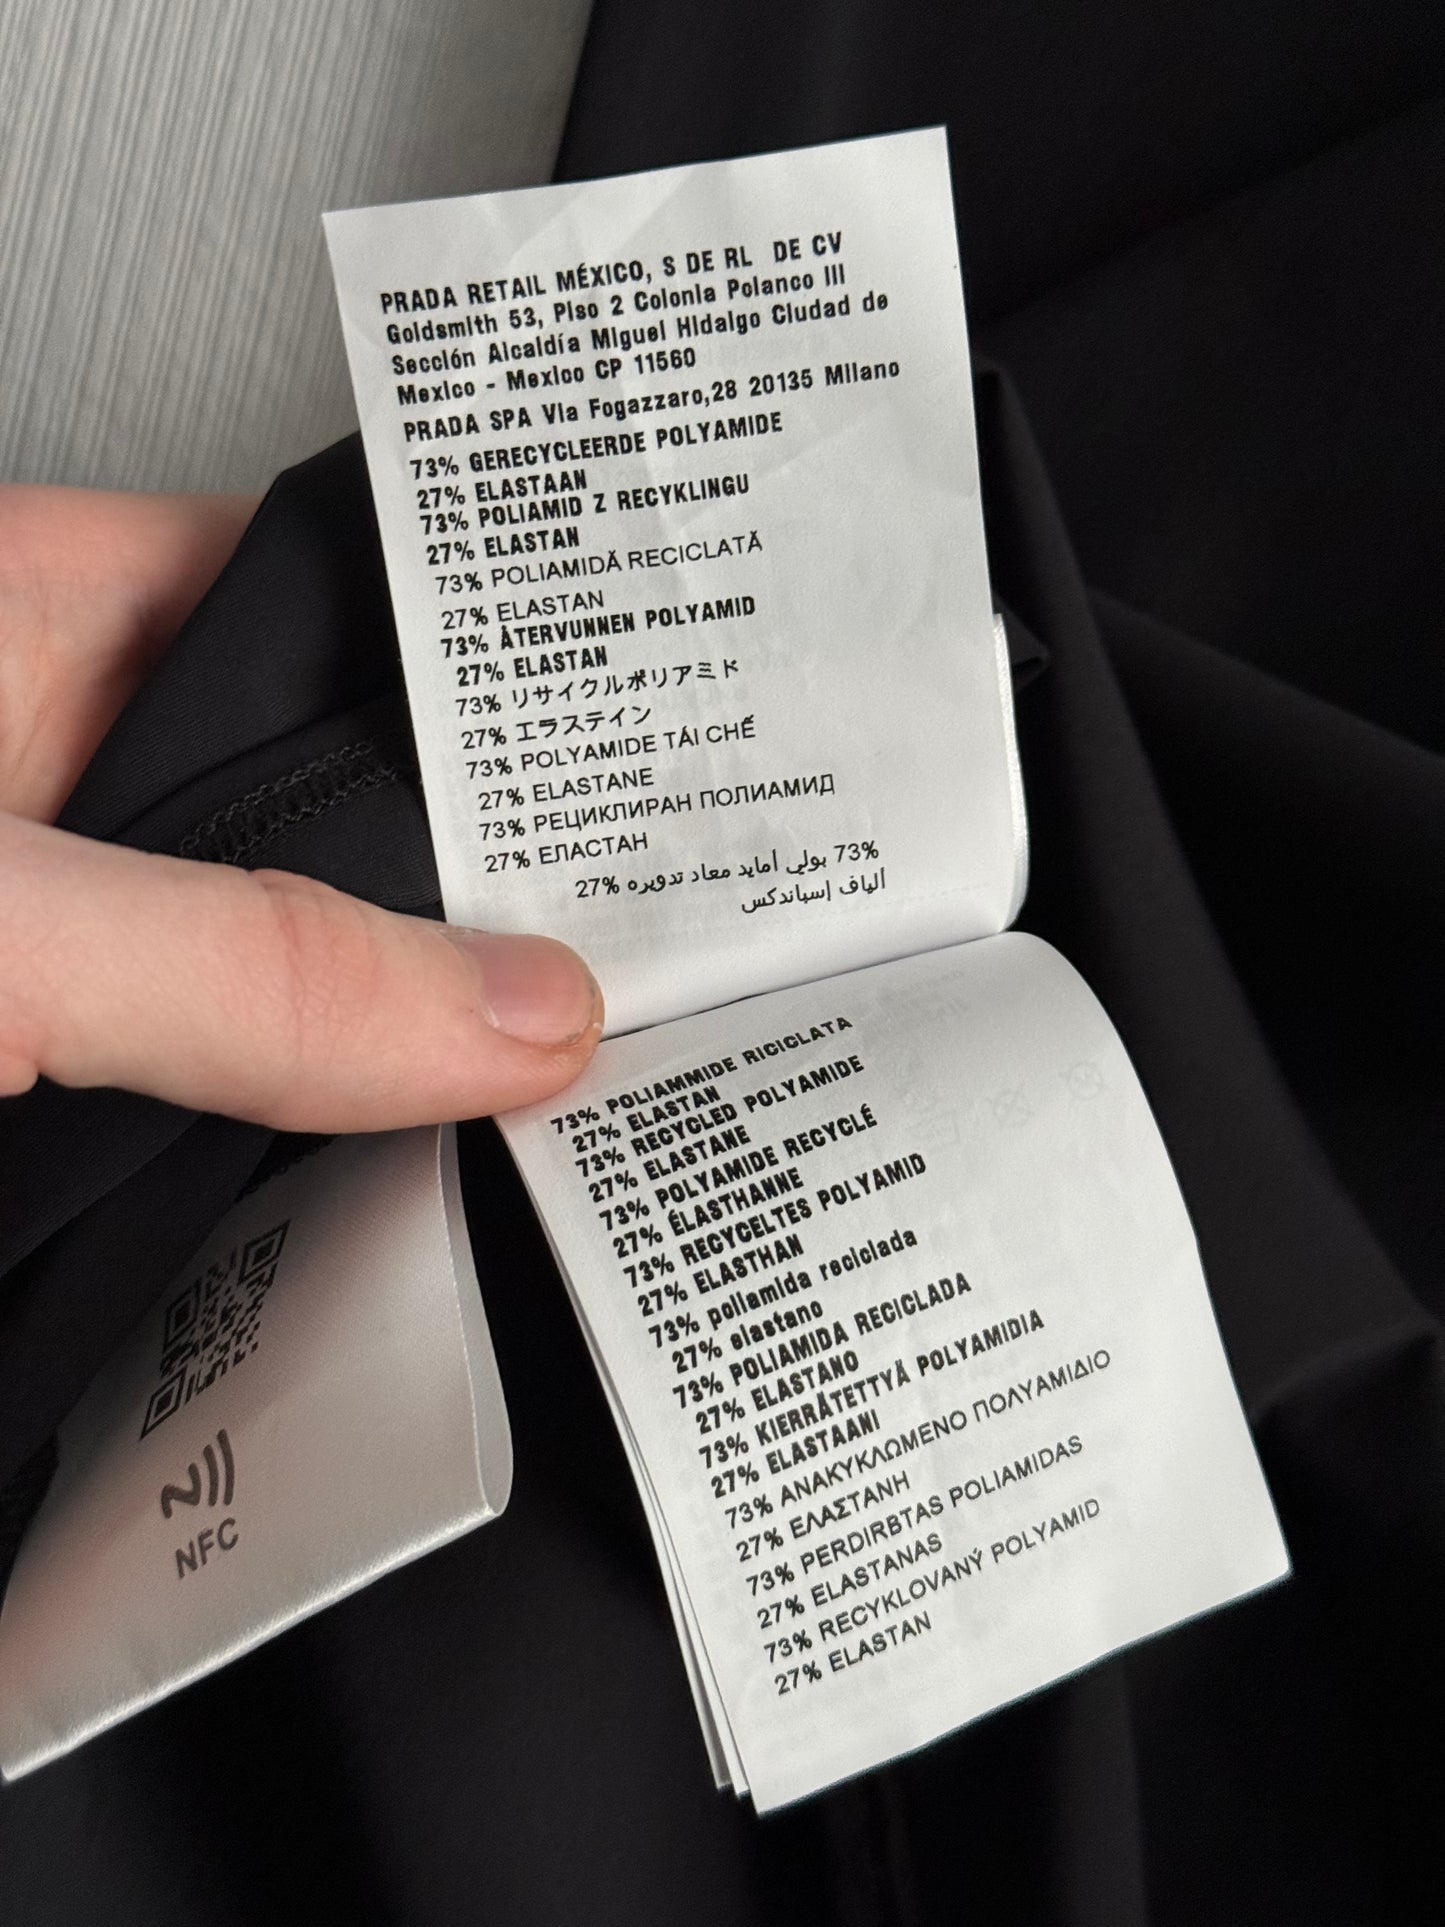 PRADA RETAIL MÉXICO, S DE RL DE CV
Goldsmith 53, Piso 2 Colonia Polanco III
Sección Alcaldía Miguel Hidalgo Ciudad de
Mexico - Mexico CP 11560
PRADA SPA Via Fogazzaro,28 20135 Milano
73% GERECYCLEERDE POLYAMIDE
27% ELASTAAN
73% POLIAMID Z RECYKLINGU
27% ELASTAN
73% POLIAMIDĂ RECICLATĂ
27% ELASTAN
73% ÅTERVUNNEN POLYAMID
27% ELASTAN
73% リサイクルポリアミド
27% エラステイン
73% POLYAMIDE TÁI CHẾ
27% ELASTANE
73% РЕЦИКЛИРАН ПОЛИАМИД
27% ЕЛАСТАН
73% بولي امايد معاد تدويره 27%
ألياف إسباندكس
73% POLIAMMIDE RICICLATA
27% ELASTAN
73% RECYCLED POLYAMIDE
27% ELASTANE
73% POLYAMIDE RECYCLÉ
27% ÉLASTHANNE
73% RECYCELTES POLYAMID
27% ELASTHAN
73% poliamida reciclada
27% elastano
73% POLIAMIDA RECICLADA
27% ELASTANO
73% KIERRÄTETTYÄ POLYAMIDIA
27% ELASTAANI
73% ΑΝΑΚΥΚΛΩΜΕΝΟ ΠΟΛΥΑΜΙΔΙΟ
27% ΕΛΑΣΤΑΝΗ
73% PERDIRBTAS POLIAMIDAS
27% ELASTANAS
73% RECYKLOVANÝ POLYAMID
27% ELASTAN
NFC